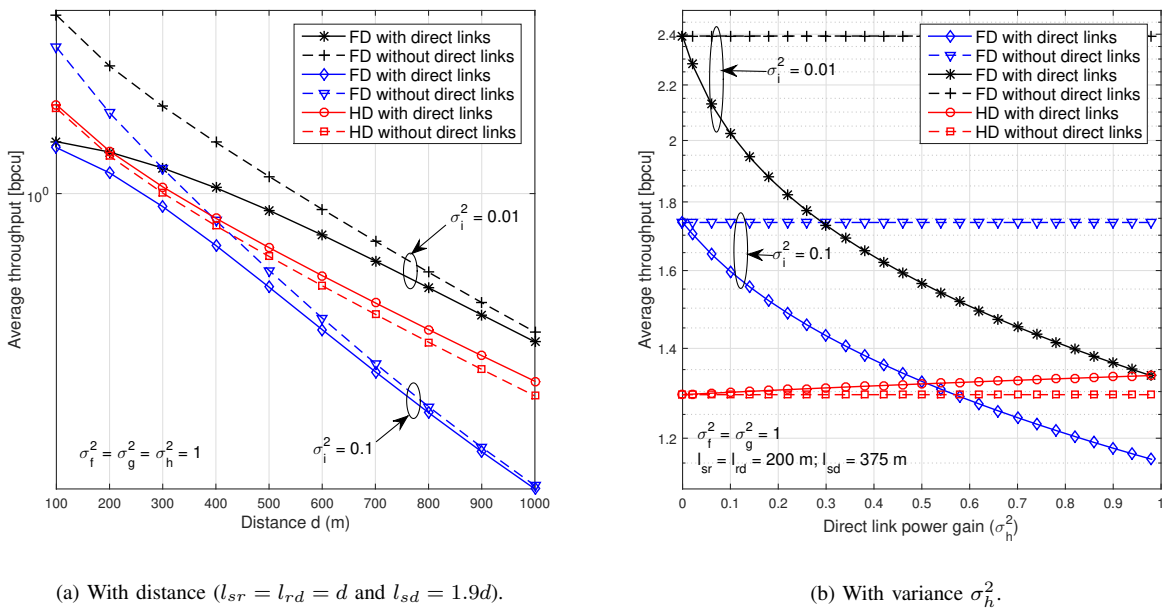 FD with direct links
FD without direct links
FD with direct links
FD without direct links
HD with direct links
HD without direct links
Average throughput [bpcu]
10^0
σ_i^2 = 0.01
σ_i^2 = 0.1
σ_f^2 = σ_g^2 = σ_h^2 = 1
100 200 300 400 500 600 700 800 900 1000
Distance d (m)
(a) With distance (l_sr = l_rd = d and l_sd = 1.9d).
FD with direct links
FD without direct links
FD with direct links
FD without direct links
HD with direct links
HD without direct links
Average throughput [bpcu]
2.4
2.2
2
1.8
1.6
1.4
1.2
σ_i^2 = 0.01
σ_i^2 = 0.1
σ_f^2 = σ_g^2 = 1
l_sr = l_rd = 200 m; l_sd = 375 m
0 0.1 0.2 0.3 0.4 0.5 0.6 0.7 0.8 0.9 1
Direct link power gain (σ_h^2)
(b) With variance σ_h^2.